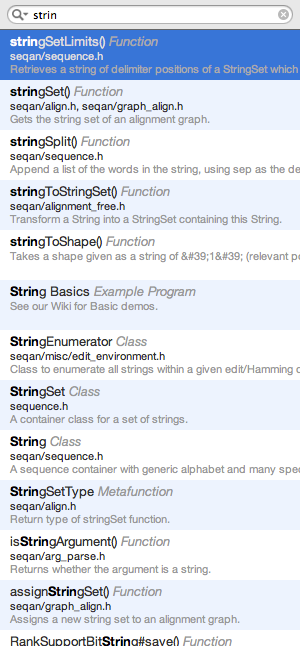 strin
stringSetLimits() Function
seqan/sequence.h
Retrieves a string of delimiter positions of a StringSet which
stringSet() Function
seqan/align.h, seqan/graph_align.h
Gets the string set of an alignment graph.
stringSplit() Function
seqan/sequence.h
Append a list of the words in the string, using sep as the de
stringToStringSet() Function
seqan/alignment_free.h
Transform a String into a StringSet containing this String.
stringToShape() Function
Takes a shape given as a string of &#39;1&#39; (relevant po
String Basics Example Program
See our Wiki for Basic demos.
StringEnumerator Class
seqan/misc/edit_environment.h
Class to enumerate all strings within a given edit/Hamming d
StringSet Class
sequence.h
A container class for a set of strings.
String Class
seqan/sequence.h
A sequence container with generic alphabet and many spec
StringSetType Metafunction
seqan/align.h
Return type of stringSet function.
isStringArgument() Function
seqan/arg_parse.h
Returns whether the argument is a string.
assignStringSet() Function
seqan/graph_align.h
Assigns a new string set to an alignment graph.
RankSupportBitString#save() Function